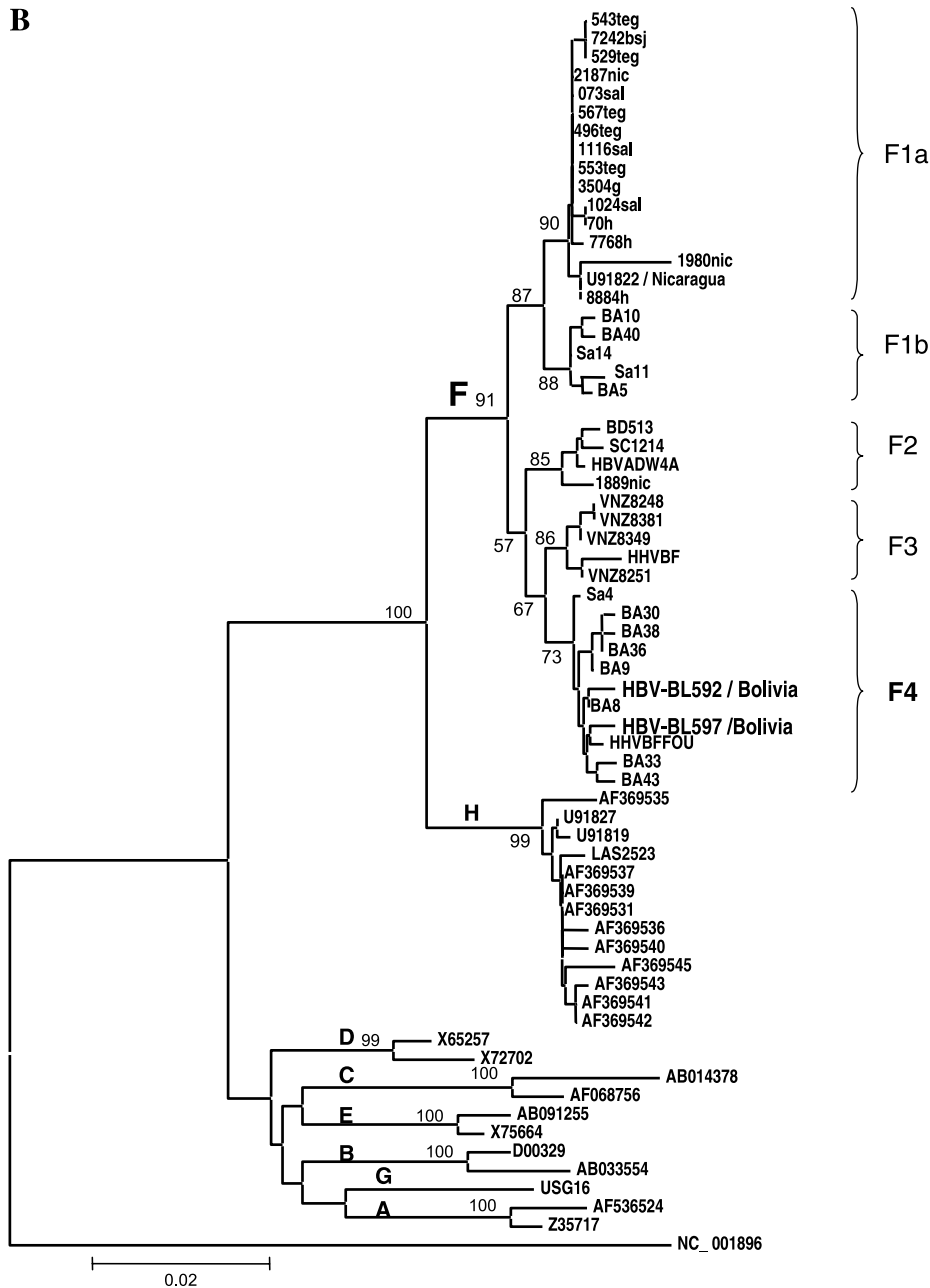 B
543teg
7242bsj
529teg
2187nic
073sal
567teg
496teg
1116sal
553teg
3504g
1024sal
70h
7768h
1980nic
U91822 / Nicaragua
8884h
F1a
90
87
BA10
BA40
Sa14
Sa11
BA5
F1b
88
F 91
BD513
SC1214
HBVADW4A
1889nic
F2
85
VNZ8248
VNZ8381
VNZ8349
HHVBF
VNZ8251
F3
86
57
67
Sa4
BA30
BA38
BA36
BA9
HBV-BL592 / Bolivia
BA8
HBV-BL597 /Bolivia
HHVBFFOU
BA33
BA43
F4
73
100
H
99
AF369535
U91827
U91819
LAS2523
AF369537
AF369539
AF369531
AF369536
AF369540
AF369545
AF369543
AF369541
AF369542
D 99
X65257
X72702
C 100
AB014378
AF068756
E 100
AB091255
X75664
B 100
D00329
AB033554
G
USG16
A 100
AF536524
Z35717
NC_ 001896
0.02